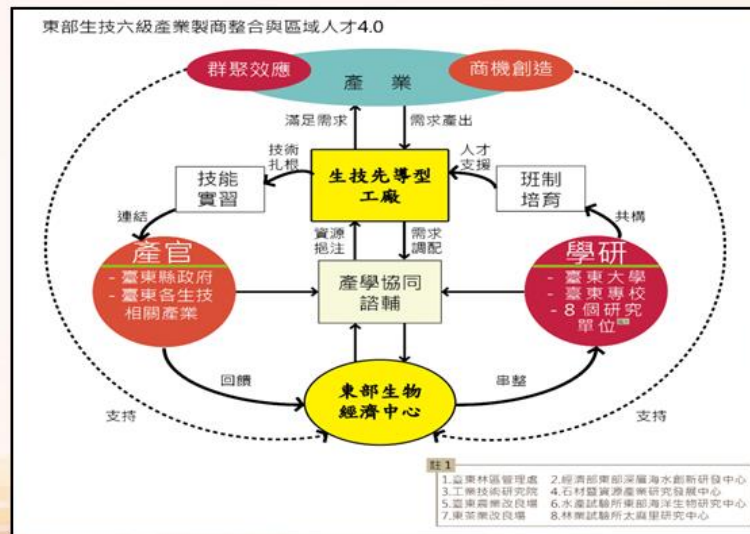 東部生技六級產業製商整合與區域人才4.0
群聚效應
商機創造
產 業
滿足需求
需求產出
技術
扎根
人才
支援
技能
實習
生技先導型
工廠
班制
培育
連結
資源
挹注
需求
調配
共構
產官
- 臺東縣政府
- 臺東各生技
相關產業
產學協同
諮輔
學研
- 臺東大學
- 臺東專校
- 8 個研究
單位
回饋
東部生物
經濟中心
串整
支持
支持
註 1
1.臺東林區管理處 2.經濟部東部深層海水創新研發中心
3.工業技術研究院 4.石材暨資源產業研究發展中心
5.臺東農業改良場 6.水產試驗所東部海洋生物研究中心
7.東茶業改良場 8.林業試驗所太麻里研究中心